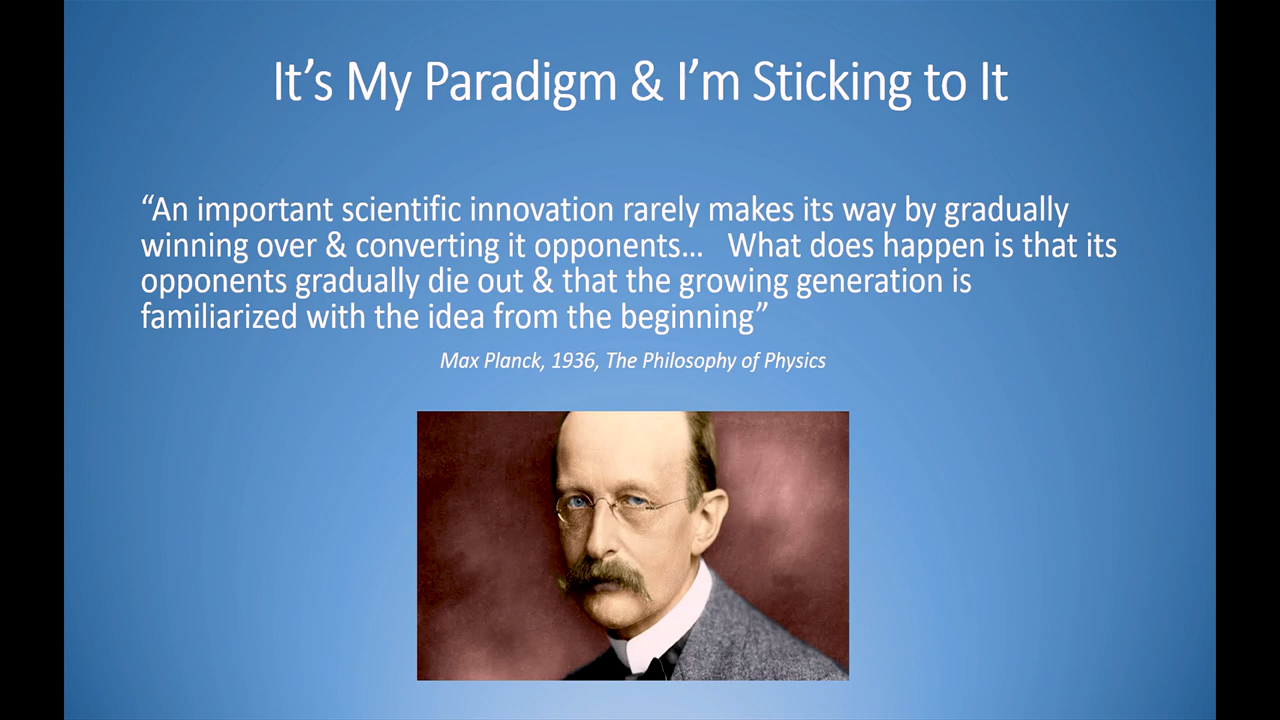 It’s My Paradigm & I’m Sticking to It
“An important scientific innovation rarely makes its way by gradually
winning over & converting it opponents… What does happen is that its
opponents gradually die out & that the growing generation is
familiarized with the idea from the beginning”
Max Planck, 1936, The Philosophy of Physics